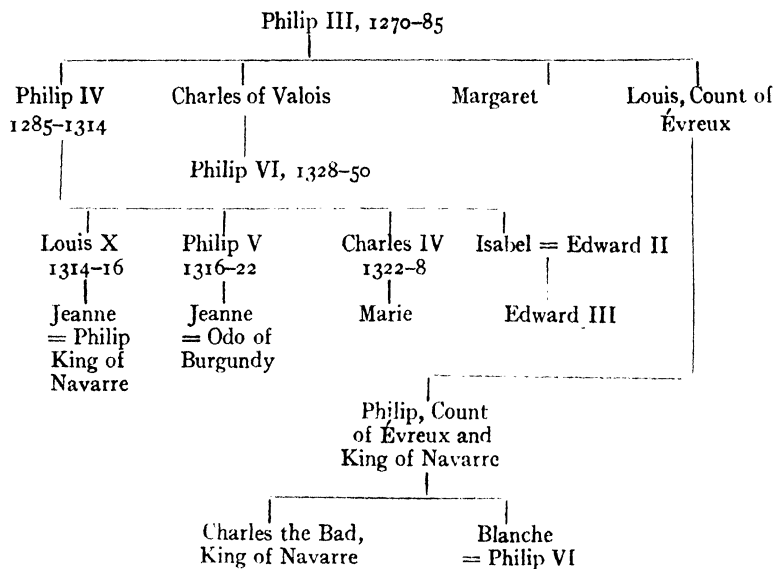 Philip III, 1270–85
Philip IV
1285–1314
Charles of Valois
Margaret
Louis, Count of
Évreux
Philip VI, 1328–50
Louis X
1314–16
Philip V
1316–22
Charles IV
1322–8
Isabel = Edward II
Jeanne
= Philip
King of
Navarre
Jeanne
= Odo of
Burgundy
Marie
Edward III
Philip, Count
of Évreux and
King of Navarre
Charles the Bad,
King of Navarre
Blanche
= Philip VI